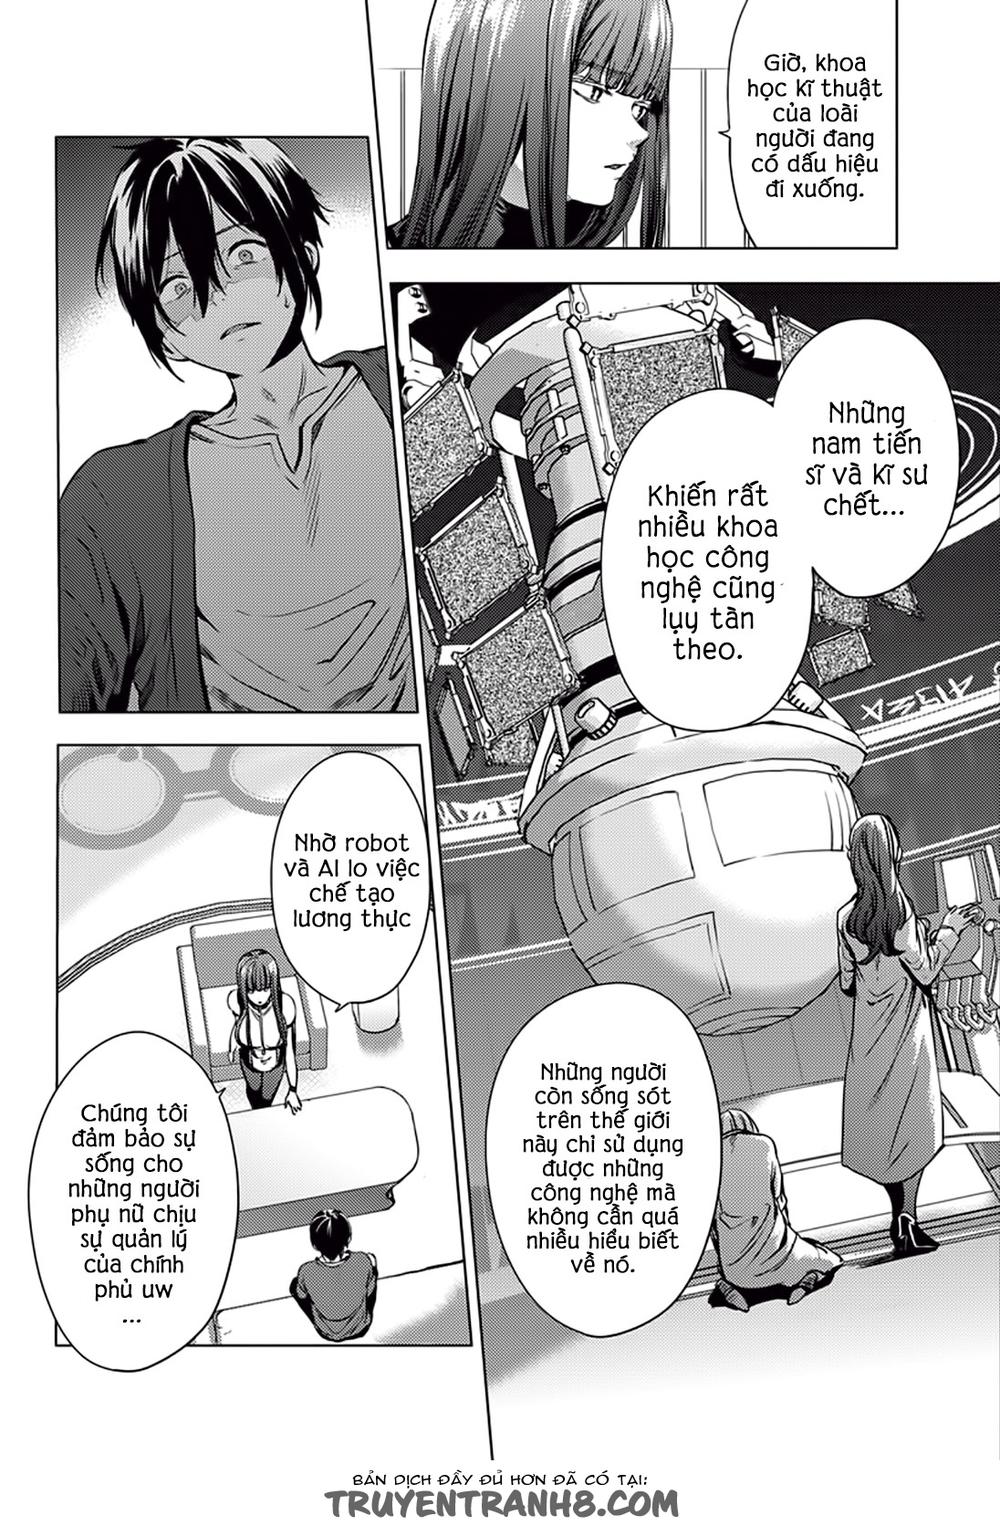 Giờ, khoa
học kĩ thuật
của loài
người đang
có dấu hiệu
đi xuống.
Những
nam tiến
sĩ và kĩ sư
chết...
Khiến rất
nhiều khoa
học công
nghệ cũng
lụy tàn
theo.
Những người
còn sống sót
trên thế giới
này chỉ sử dụng
được những
công nghệ mà
không cần quá
nhiều hiểu biết
về nó.
Nhờ robot
và AI lo việc
chế tạo
lương thực
Chúng tôi
đảm bảo sự
sống cho
những người
phụ nữ chịu
sự quản lý
của chính
phủ uw
...
BẢN DỊCH ĐẦY ĐỦ HƠN ĐÃ CÓ TẠI:
TRUYENTRANH8.COM